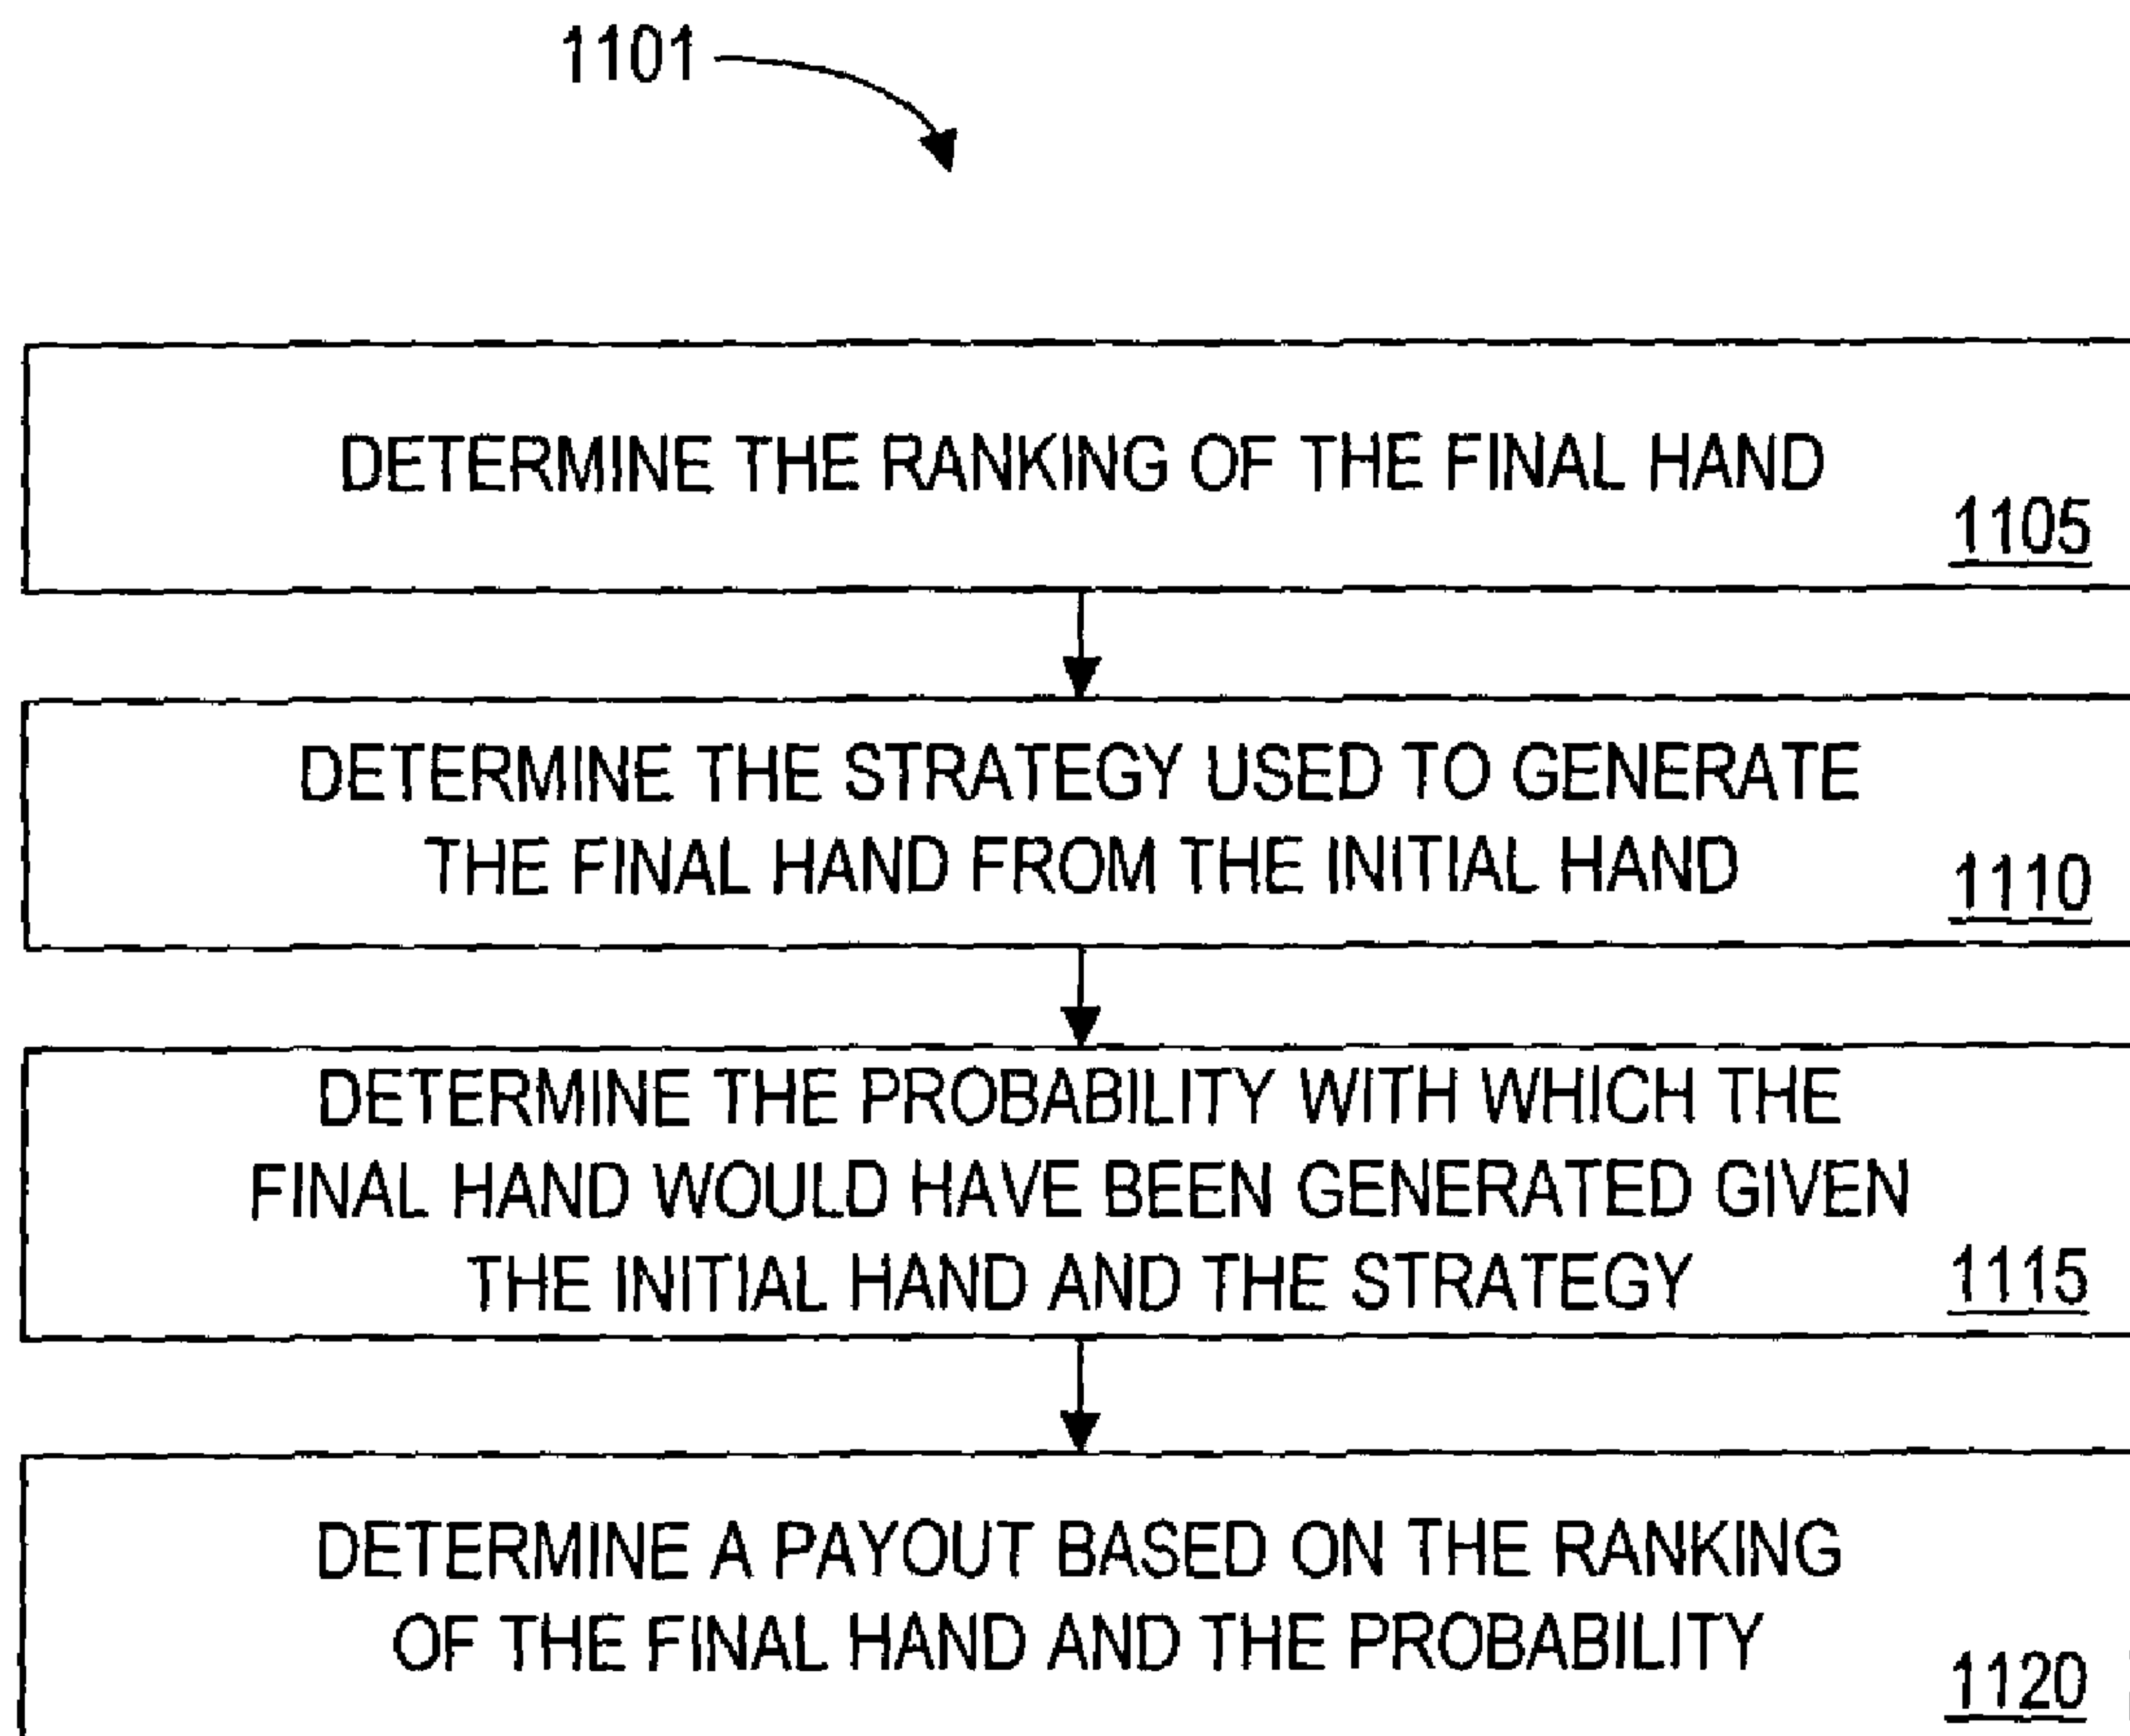 1101
DETERMINE THE RANKING OF THE FINAL HAND
1105
DETERMINE THE STRATEGY USED TO GENERATE
THE FINAL HAND FROM THE INITIAL HAND
1110
DETERMINE THE PROBABILITY WITH WHICH THE
FINAL HAND WOULD HAVE BEEN GENERATED GIVEN
THE INITIAL HAND AND THE STRATEGY
1115
DETERMINE A PAYOUT BASED ON THE RANKING
OF THE FINAL HAND AND THE PROBABILITY
1120